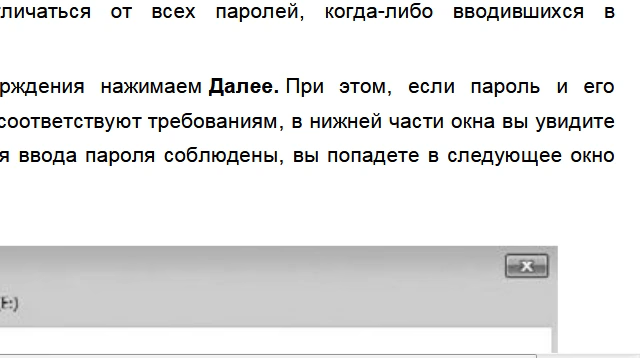 личаться от всех паролей, когда-либо вводившихся в
рждения нажимаем Далее. При этом, если пароль и его
соответствуют требованиям, в нижней части окна вы увидите
я ввода пароля соблюдены, вы попадете в следующее окно
(E:)